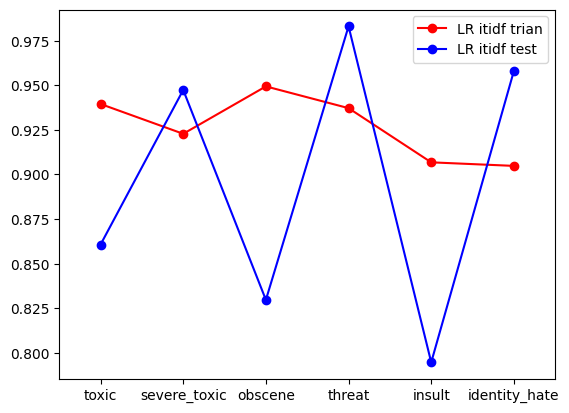 LR itidf trian
LR itidf test
0.975
0.950
0.925
0.900
0.875
0.850
0.825
0.800
toxic severe_toxic obscene threat insult identity_hate